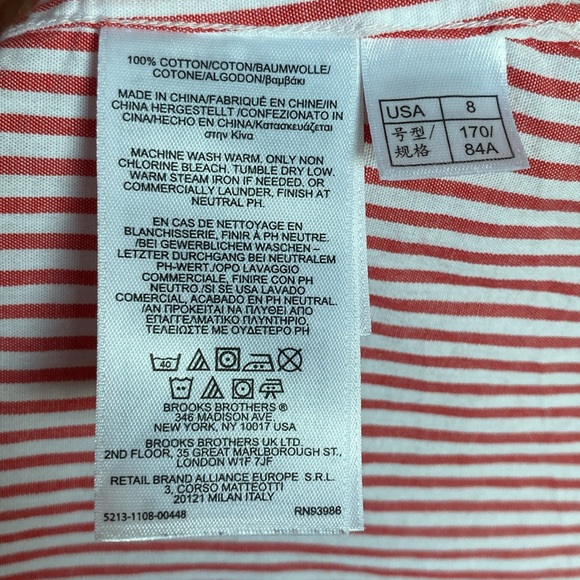 100% COTTON/COTON/BAUMWOLLE/
COTONE/ALGODON/βαμβάκι
MADE IN CHINA/FABRIQUÉ EN CHINE/IN
CHINA HERGESTELLT /CONFEZIONATO IN
CINA/HECHO EN CHINA/Κατασκευάζεται
στην Κίνα
MACHINE WASH WARM. ONLY NON
CHLORINE BLEACH. TUMBLE DRY LOW.
WARM STEAM IRON IF NEEDED. OR
COMMERCIALLY LAUNDER, FINISH AT
NEUTRAL PH.
EN CAS DE NETTOYAGE EN
BLANCHISSERIE, FINIR À PH NEUTRE.
/BEI GEWERBLICHEM WASCHEN –
LETZTER DURCHGANG BEI NEUTRALEM
PH-WERT./OPO LAVAGGIO
COMMERCIALE, FINIRE CON PH
NEUTRO./SI SE USA LAVADO
COMERCIAL, ACABADO EN PH NEUTRAL.
/ΑΝ ΠΡΟΚΕΙΤΑΙ ΝΑ ΠΛΥΘΕΙ ΑΠΟ
ΕΠΑΓΓΕΛΜΑΤΙΚΟ ΠΛΥΝΤΗΡΙΟ,
ΤΕΛΕΙΩΣΤΕ ΜΕ ΟΥΔΕΤΕΡΟ PH
40
BROOKS BROTHERS ®
346 MADISON AVE.
NEW YORK, NY 10017 USA
BROOKS BROTHERS UK LTD.
2ND FLOOR, 35 GREAT MARLBOROUGH ST.,
LONDON W1F 7JF
RETAIL BRAND ALLIANCE EUROPE S.R.L.
3, CORSO MATTEOTTI
20121 MILAN ITALY
5213-1108-00448 RN93986
USA 8
号型/ 170/
规格 84A